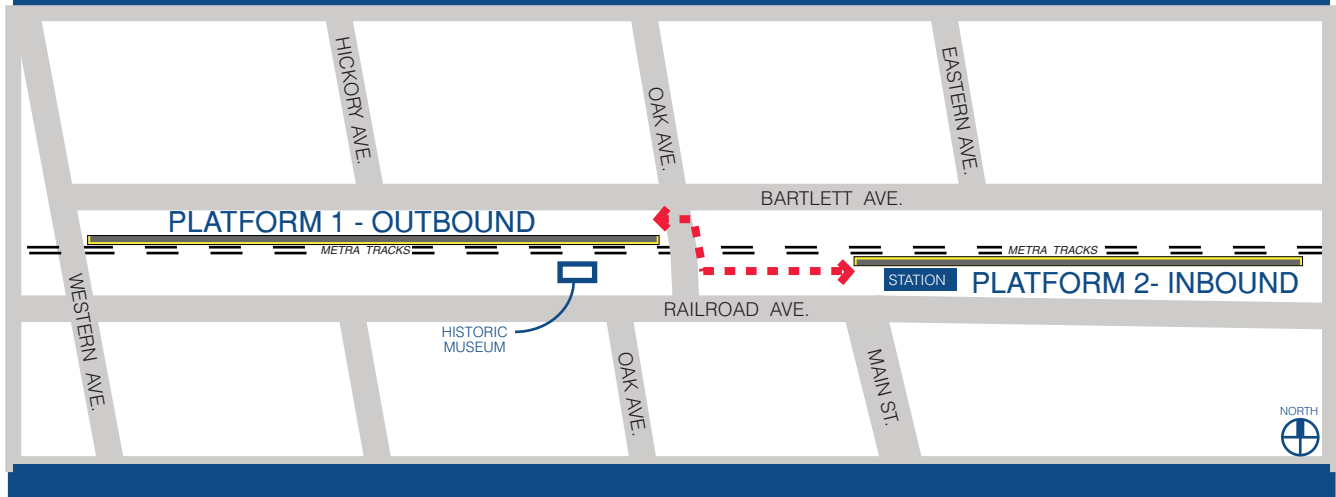 HICKORY AVE.
OAK AVE.
EASTERN AVE.
BARTLETT AVE.
PLATFORM 1 - OUTBOUND
METRA TRACKS
METRA TRACKS
STATION
PLATFORM 2- INBOUND
WESTERN AVE.
RAILROAD AVE.
HISTORIC
MUSEUM
OAK AVE.
MAIN ST.
NORTH